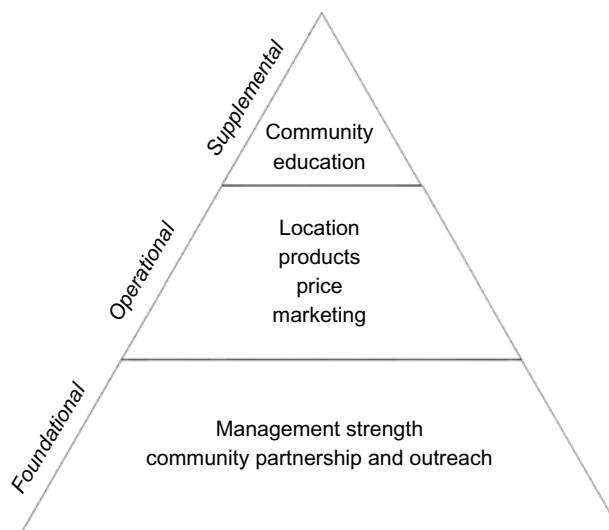 Supplemental
Community
education
Operational
Location
products
price
marketing
Foundational
Management strength
community partnership and outreach